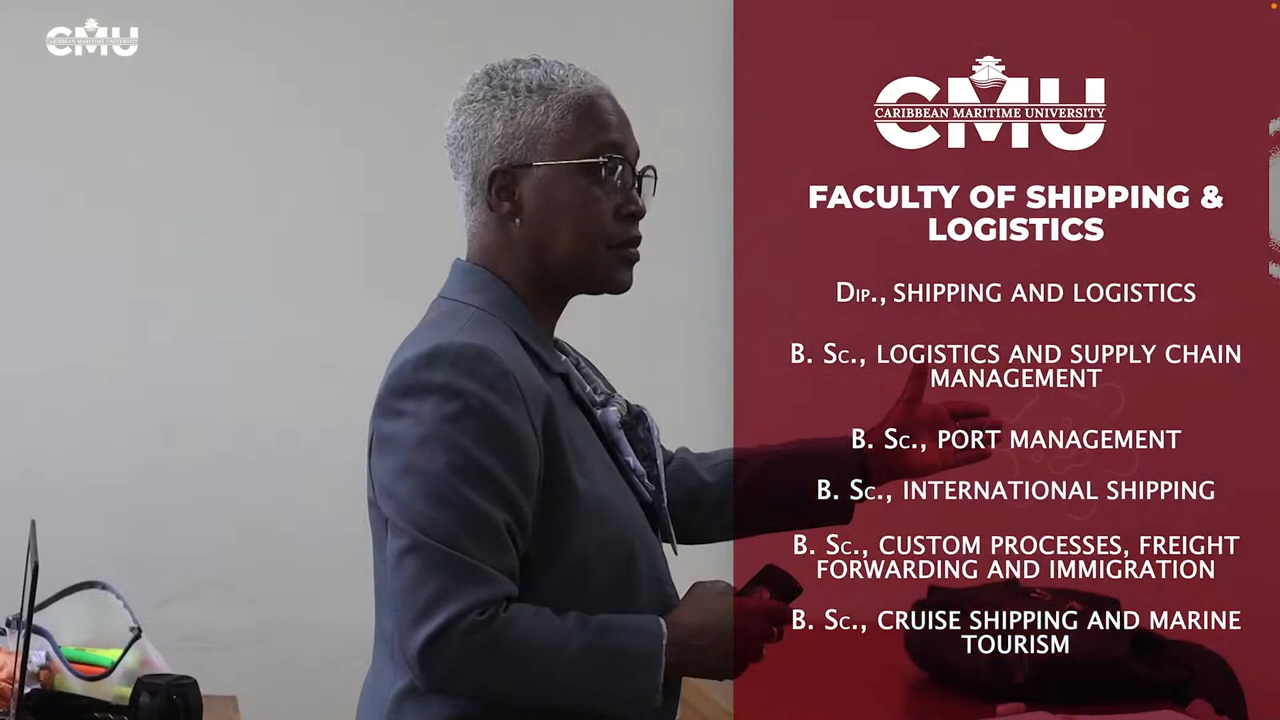 CMU
CARIBBEAN MARITIME UNIVERSITY
CMU
CARIBBEAN MARITIME UNIVERSITY
FACULTY OF SHIPPING &
LOGISTICS
Dip., SHIPPING AND LOGISTICS
B. Sc., LOGISTICS AND SUPPLY CHAIN
MANAGEMENT
B. Sc., PORT MANAGEMENT
B. Sc., INTERNATIONAL SHIPPING
B. Sc., CUSTOM PROCESSES, FREIGHT
FORWARDING AND IMMIGRATION
B. Sc., CRUISE SHIPPING AND MARINE
TOURISM